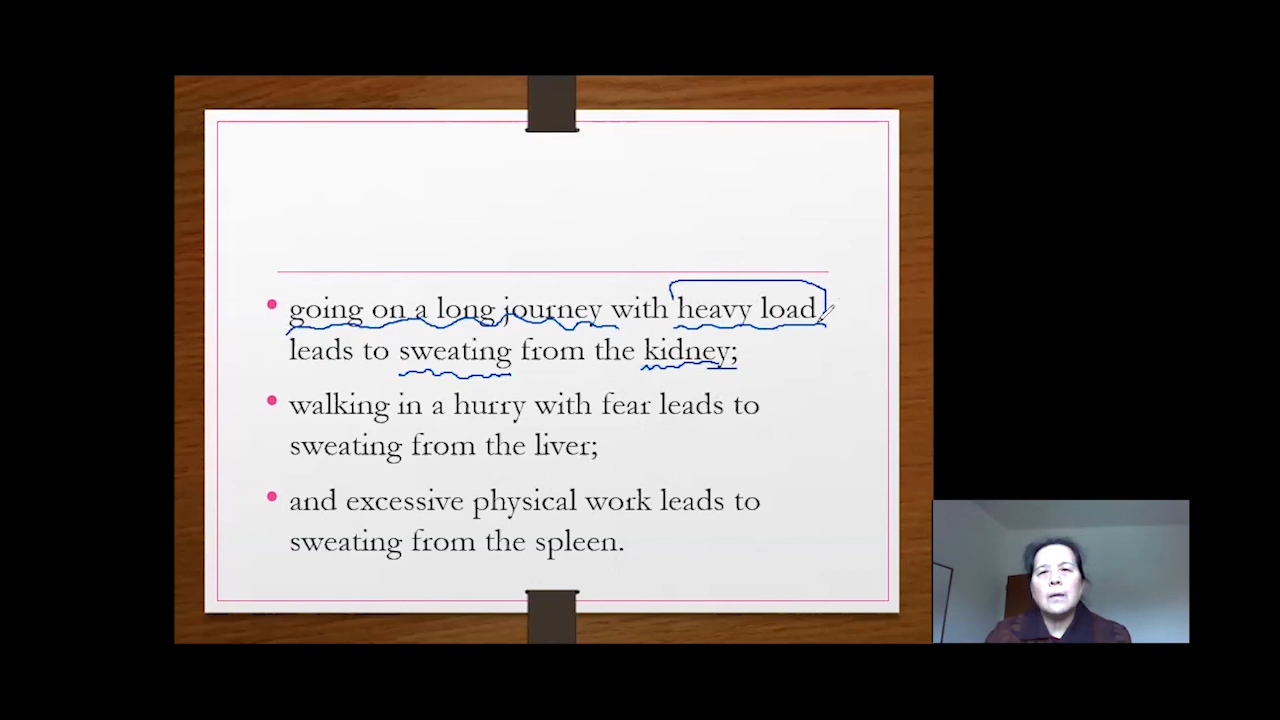 going on a long journey with heavy load
leads to sweating from the kidney;
walking in a hurry with fear leads to
sweating from the liver;
and excessive physical work leads to
sweating from the spleen.